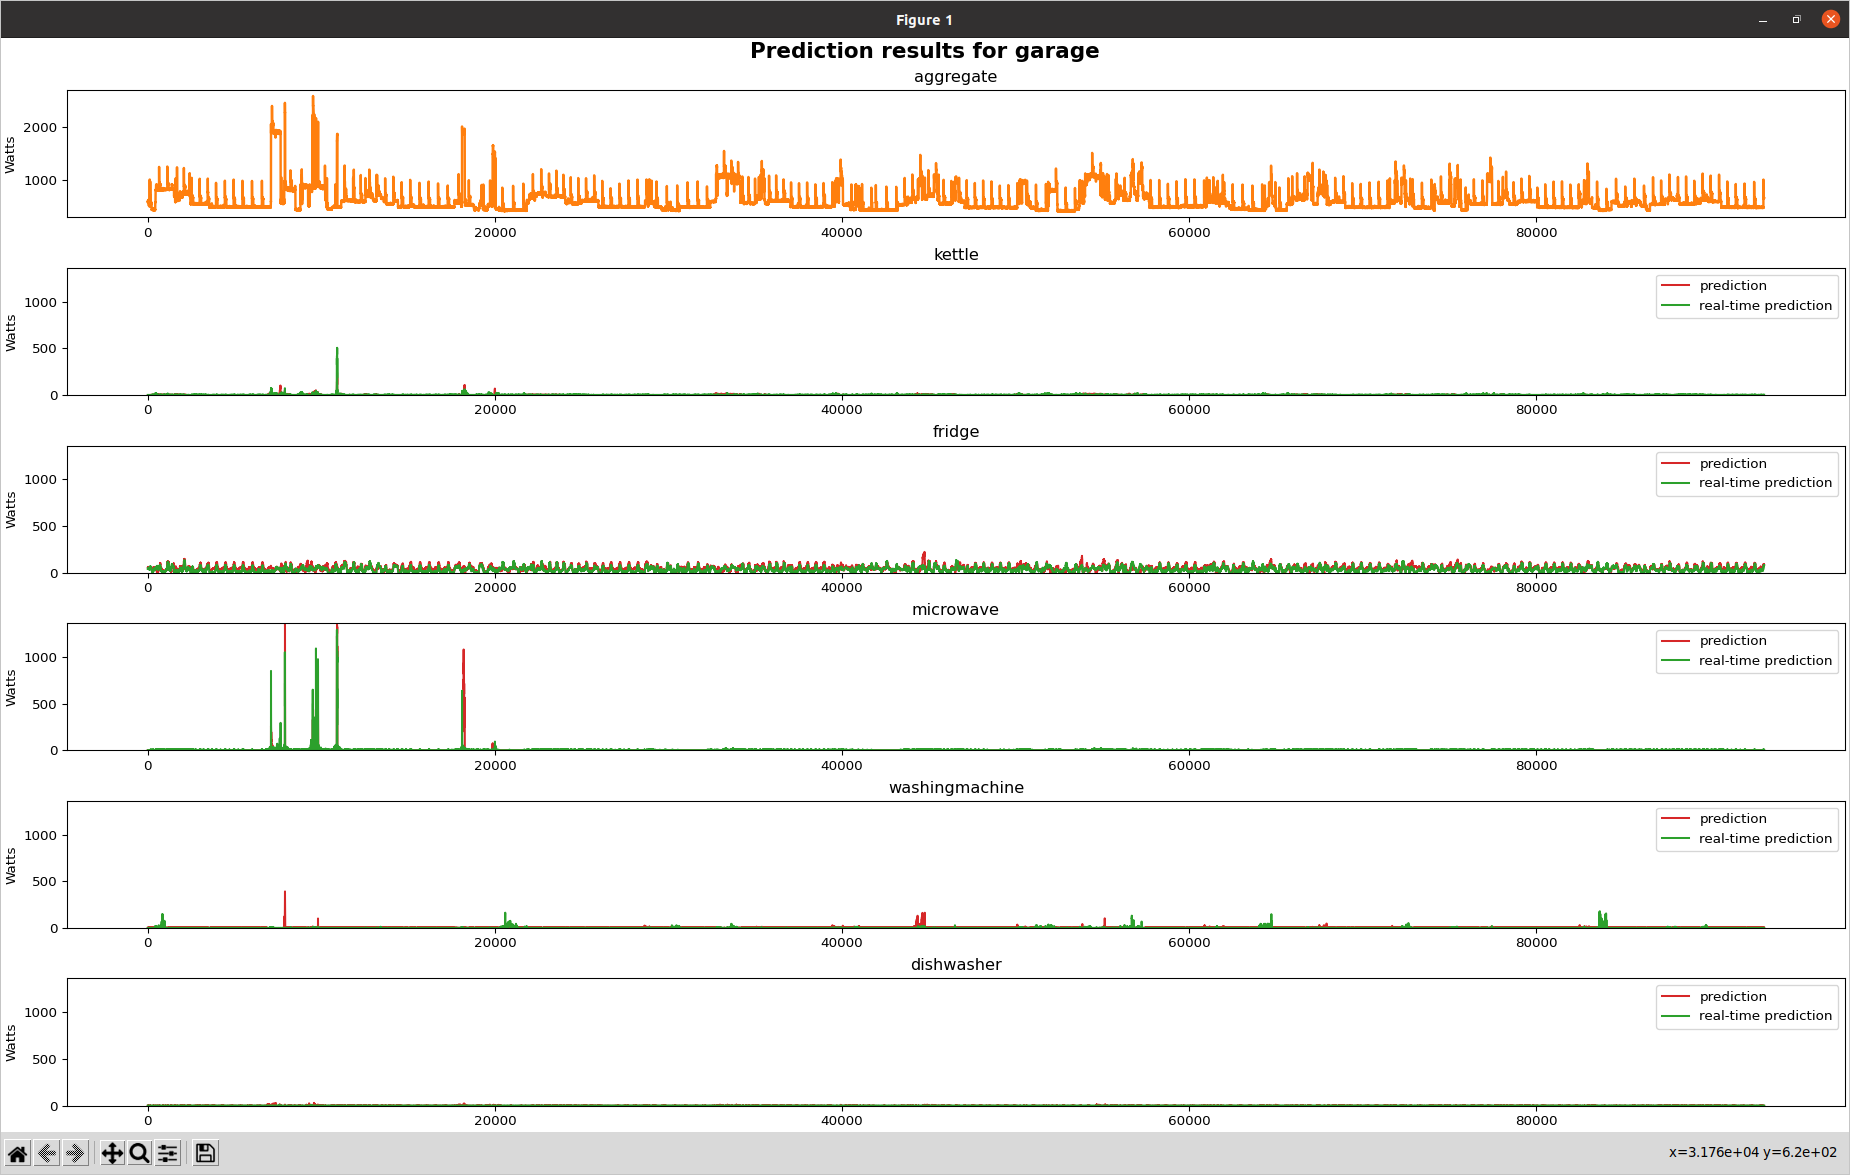 Figure 1
Prediction results for garage
aggregate
2000
1000
Watts
0 20000 40000 60000 80000
kettle
1000
500
0
Watts
prediction
real-time prediction
0 20000 40000 60000 80000
fridge
1000
500
0
Watts
prediction
real-time prediction
0 20000 40000 60000 80000
microwave
1000
500
0
Watts
prediction
real-time prediction
0 20000 40000 60000 80000
washingmachine
1000
500
0
Watts
prediction
real-time prediction
0 20000 40000 60000 80000
dishwasher
1000
500
0
Watts
prediction
real-time prediction
0 20000 40000 60000 80000
x=3.176e+04 y=6.2e+02